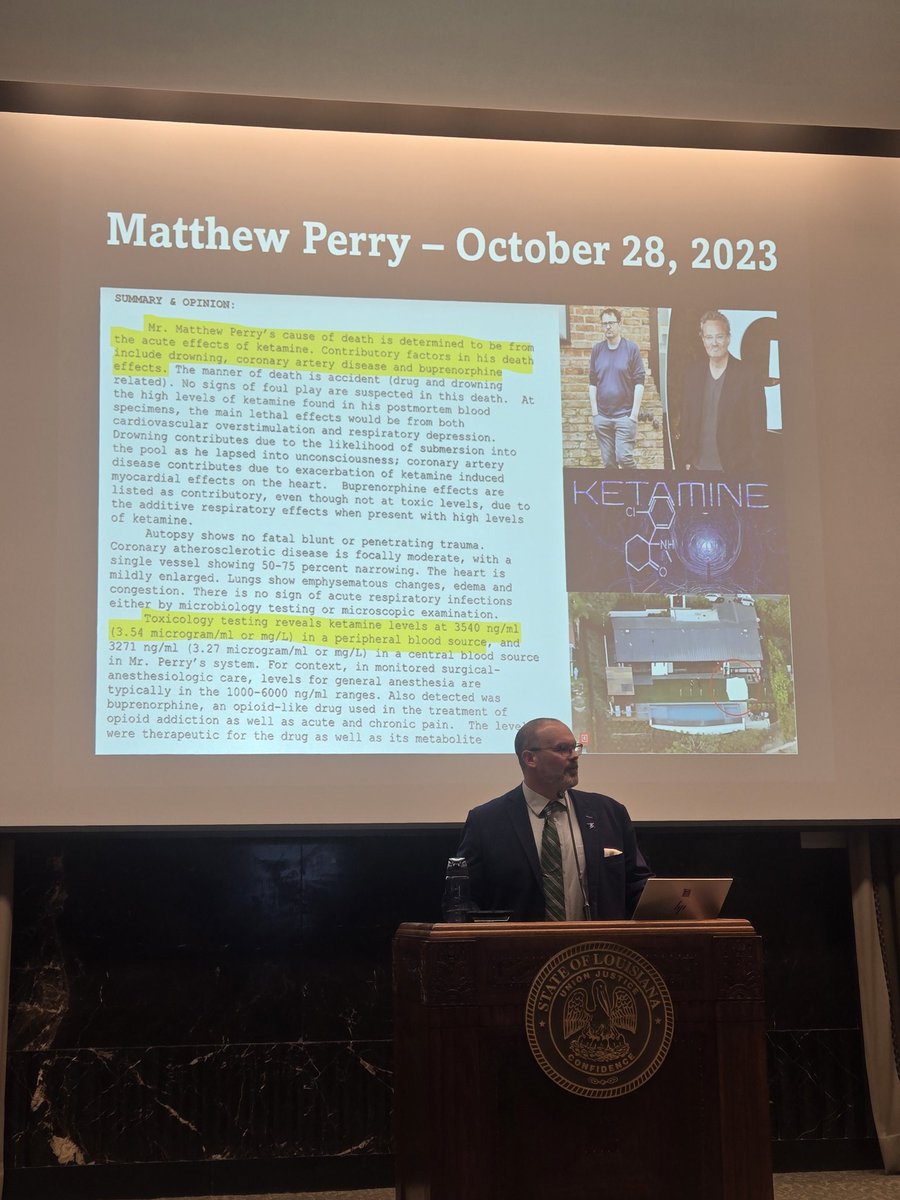 Matthew Perry – October 28, 2023
SUMMARY & OPINION:
Mr. Matthew Perry's cause of death is determined to be from
the acute effects of ketamine. Contributory factors in his death
include drowning, coronary artery disease and buprenorphine
effects. The manner of death is accident (drug and drowning
related). No signs of foul play are suspected in this death. At
the high levels of ketamine found in his postmortem blood
specimens, the main lethal effects would be from both
cardiovascular overstimulation and respiratory depression.
Drowning contributes due to the likelihood of submersion into
the pool as he lapsed into unconsciousness; coronary artery
disease contributes due to exacerbation of ketamine induced
myocardial effects on the heart. Buprenorphine effects are
listed as contributory, even though not at toxic levels, due to
the additive respiratory effects when present with high levels
of ketamine.
Autopsy shows no fatal blunt or penetrating trauma.
Coronary atherosclerotic disease is focally moderate, with a
single vessel showing 50-75 percent narrowing. The heart is
mildly enlarged. Lungs show emphysematous changes, edema and
congestion. There is no sign of acute respiratory infections
either by microbiology testing or microscopic examination.
Toxicology testing reveals ketamine levels at 3540 ng/ml
(3.54 microgram/ml or mg/L) in a peripheral blood source, and
3271 ng/ml (3.27 microgram/ml or mg/L) in a central blood source
in Mr. Perry's system. For context, in monitored surgical-
anesthesiologic care, levels for general anesthesia are
typically in the 1000-6000 ng/ml ranges. Also detected was
buprenorphine, an opioid-like drug used in the treatment of
opioid addiction as well as acute and chronic pain. The level
were therapeutic for the drug as well as its metabolite
KETAMINE
Cl
NH
O
hp
STATE OF LOUISIANA
UNION JUSTICE
CONFIDENCE